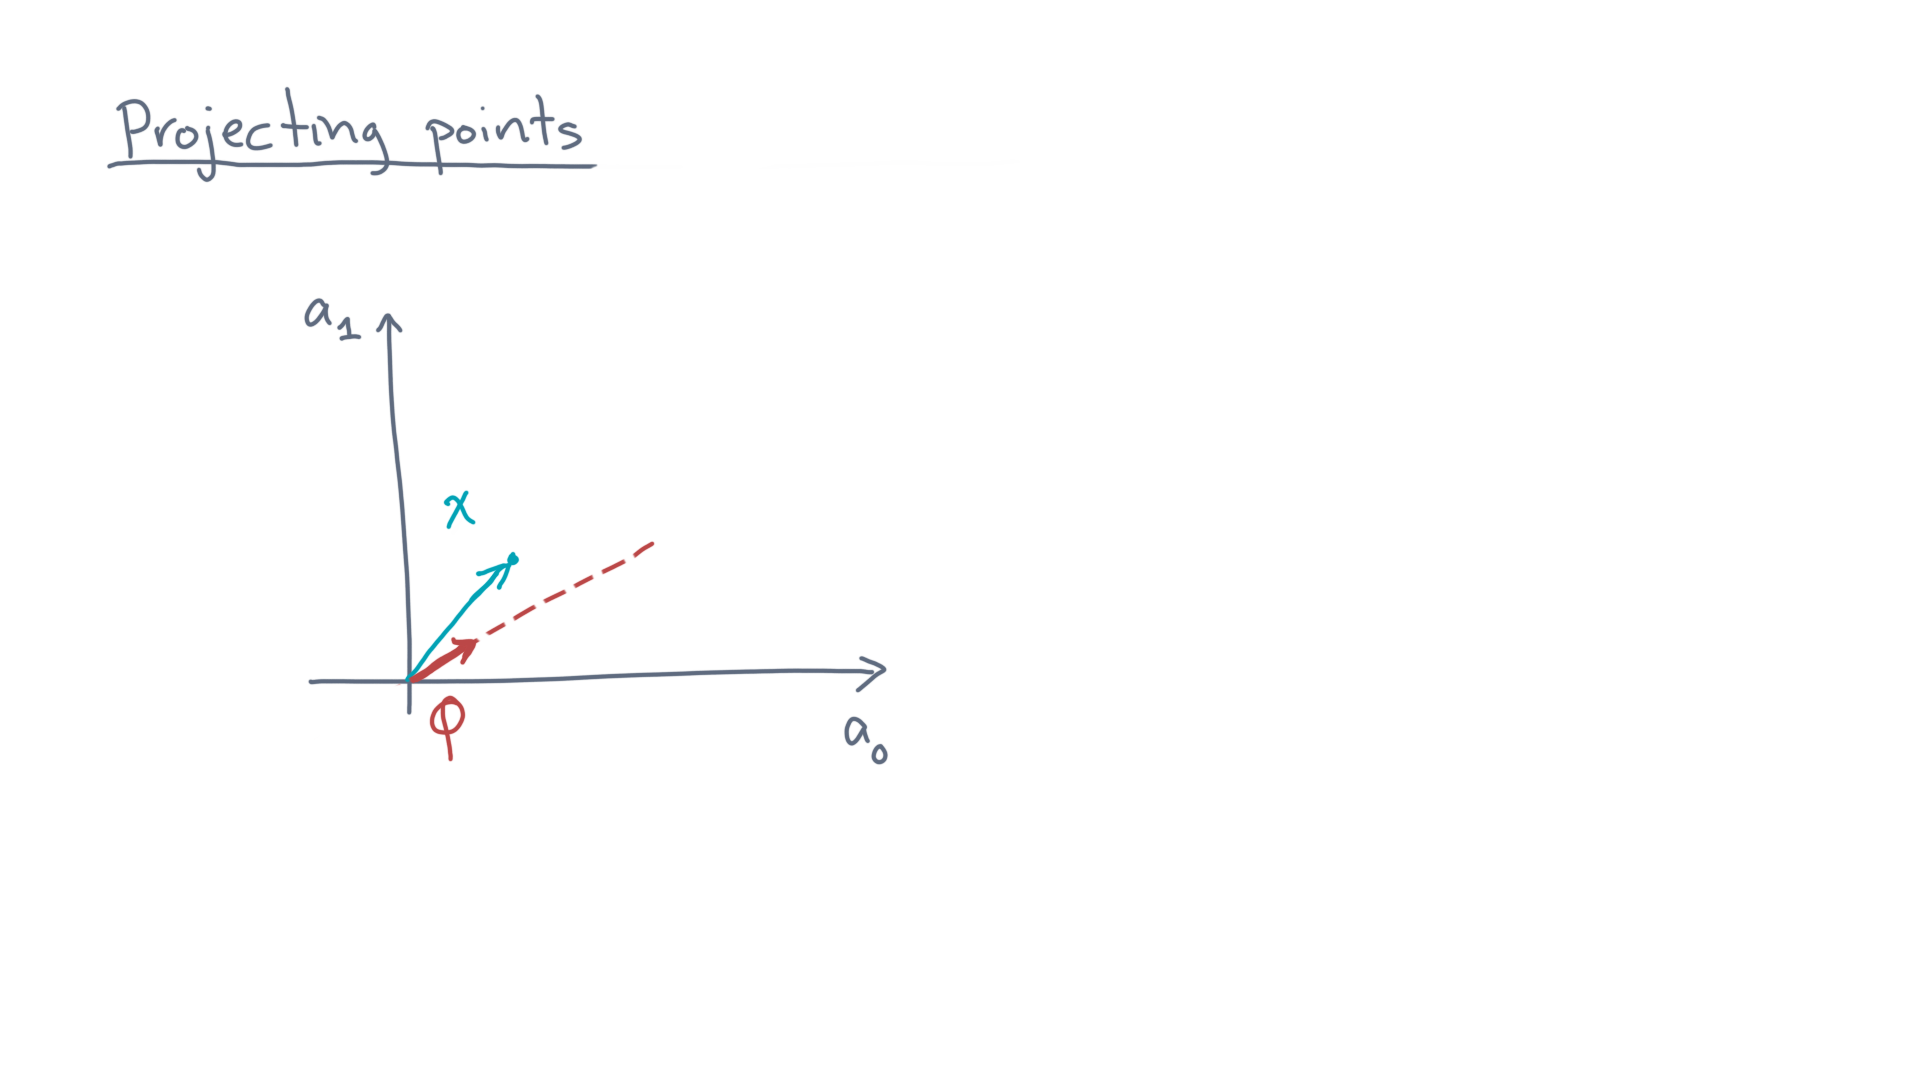 Projecting points
a₁
x
φ
a₀